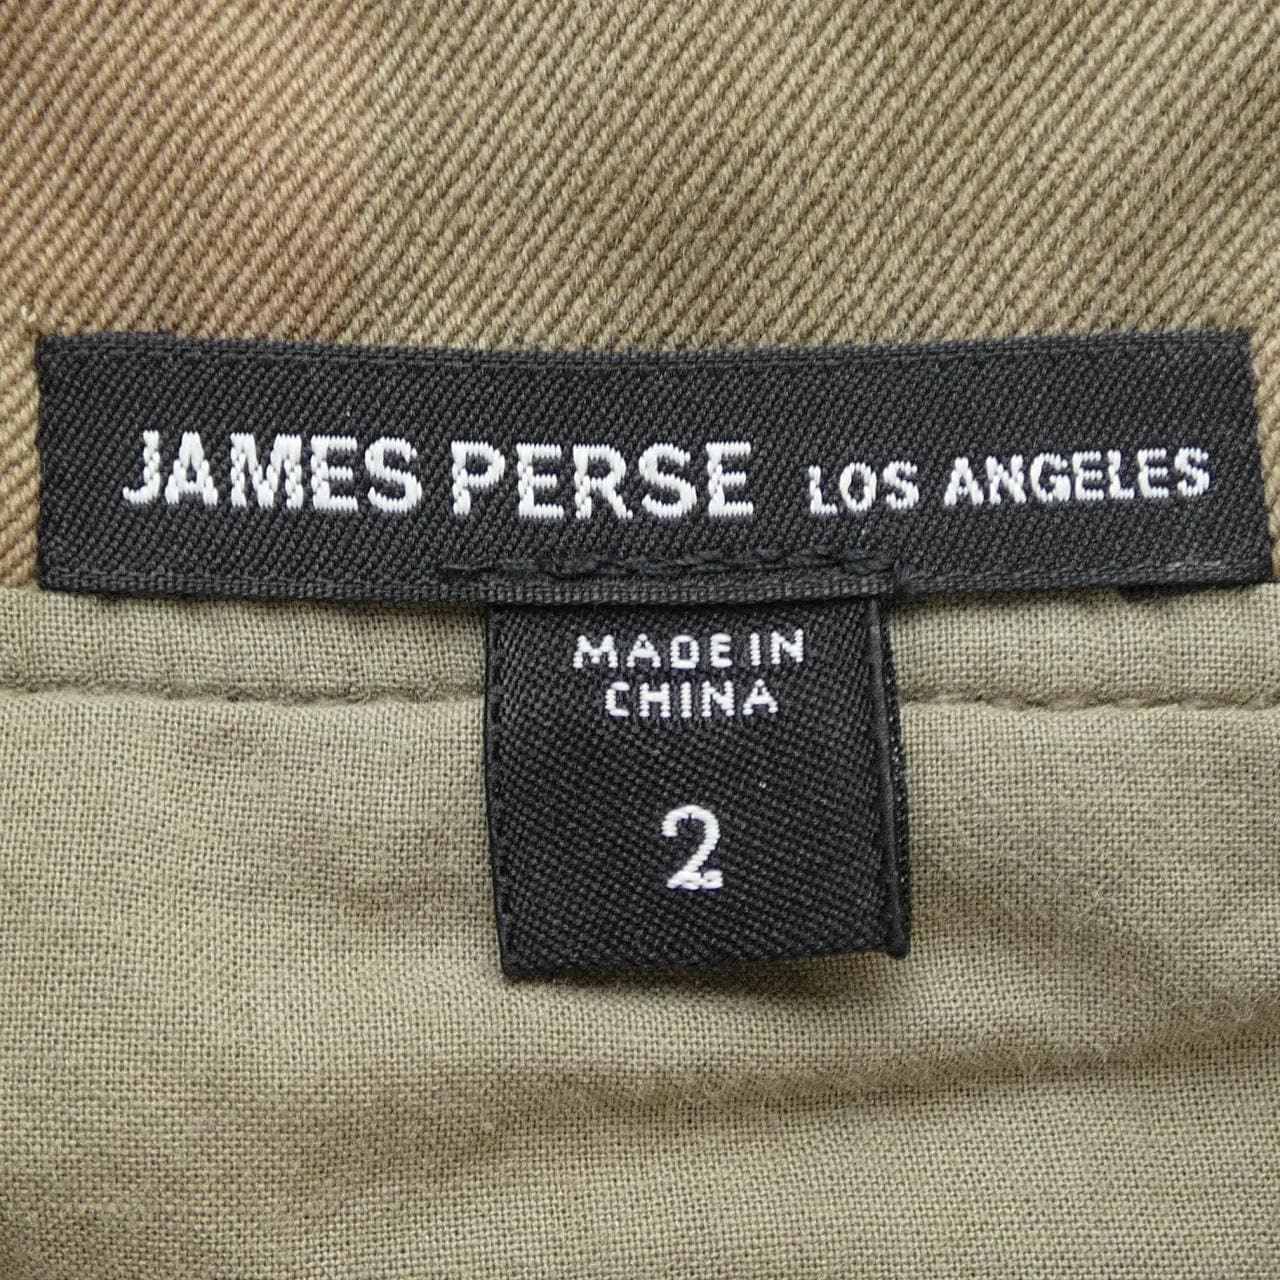 JAMES PERSE LOS ANGELES
MADE IN
CHINA
2